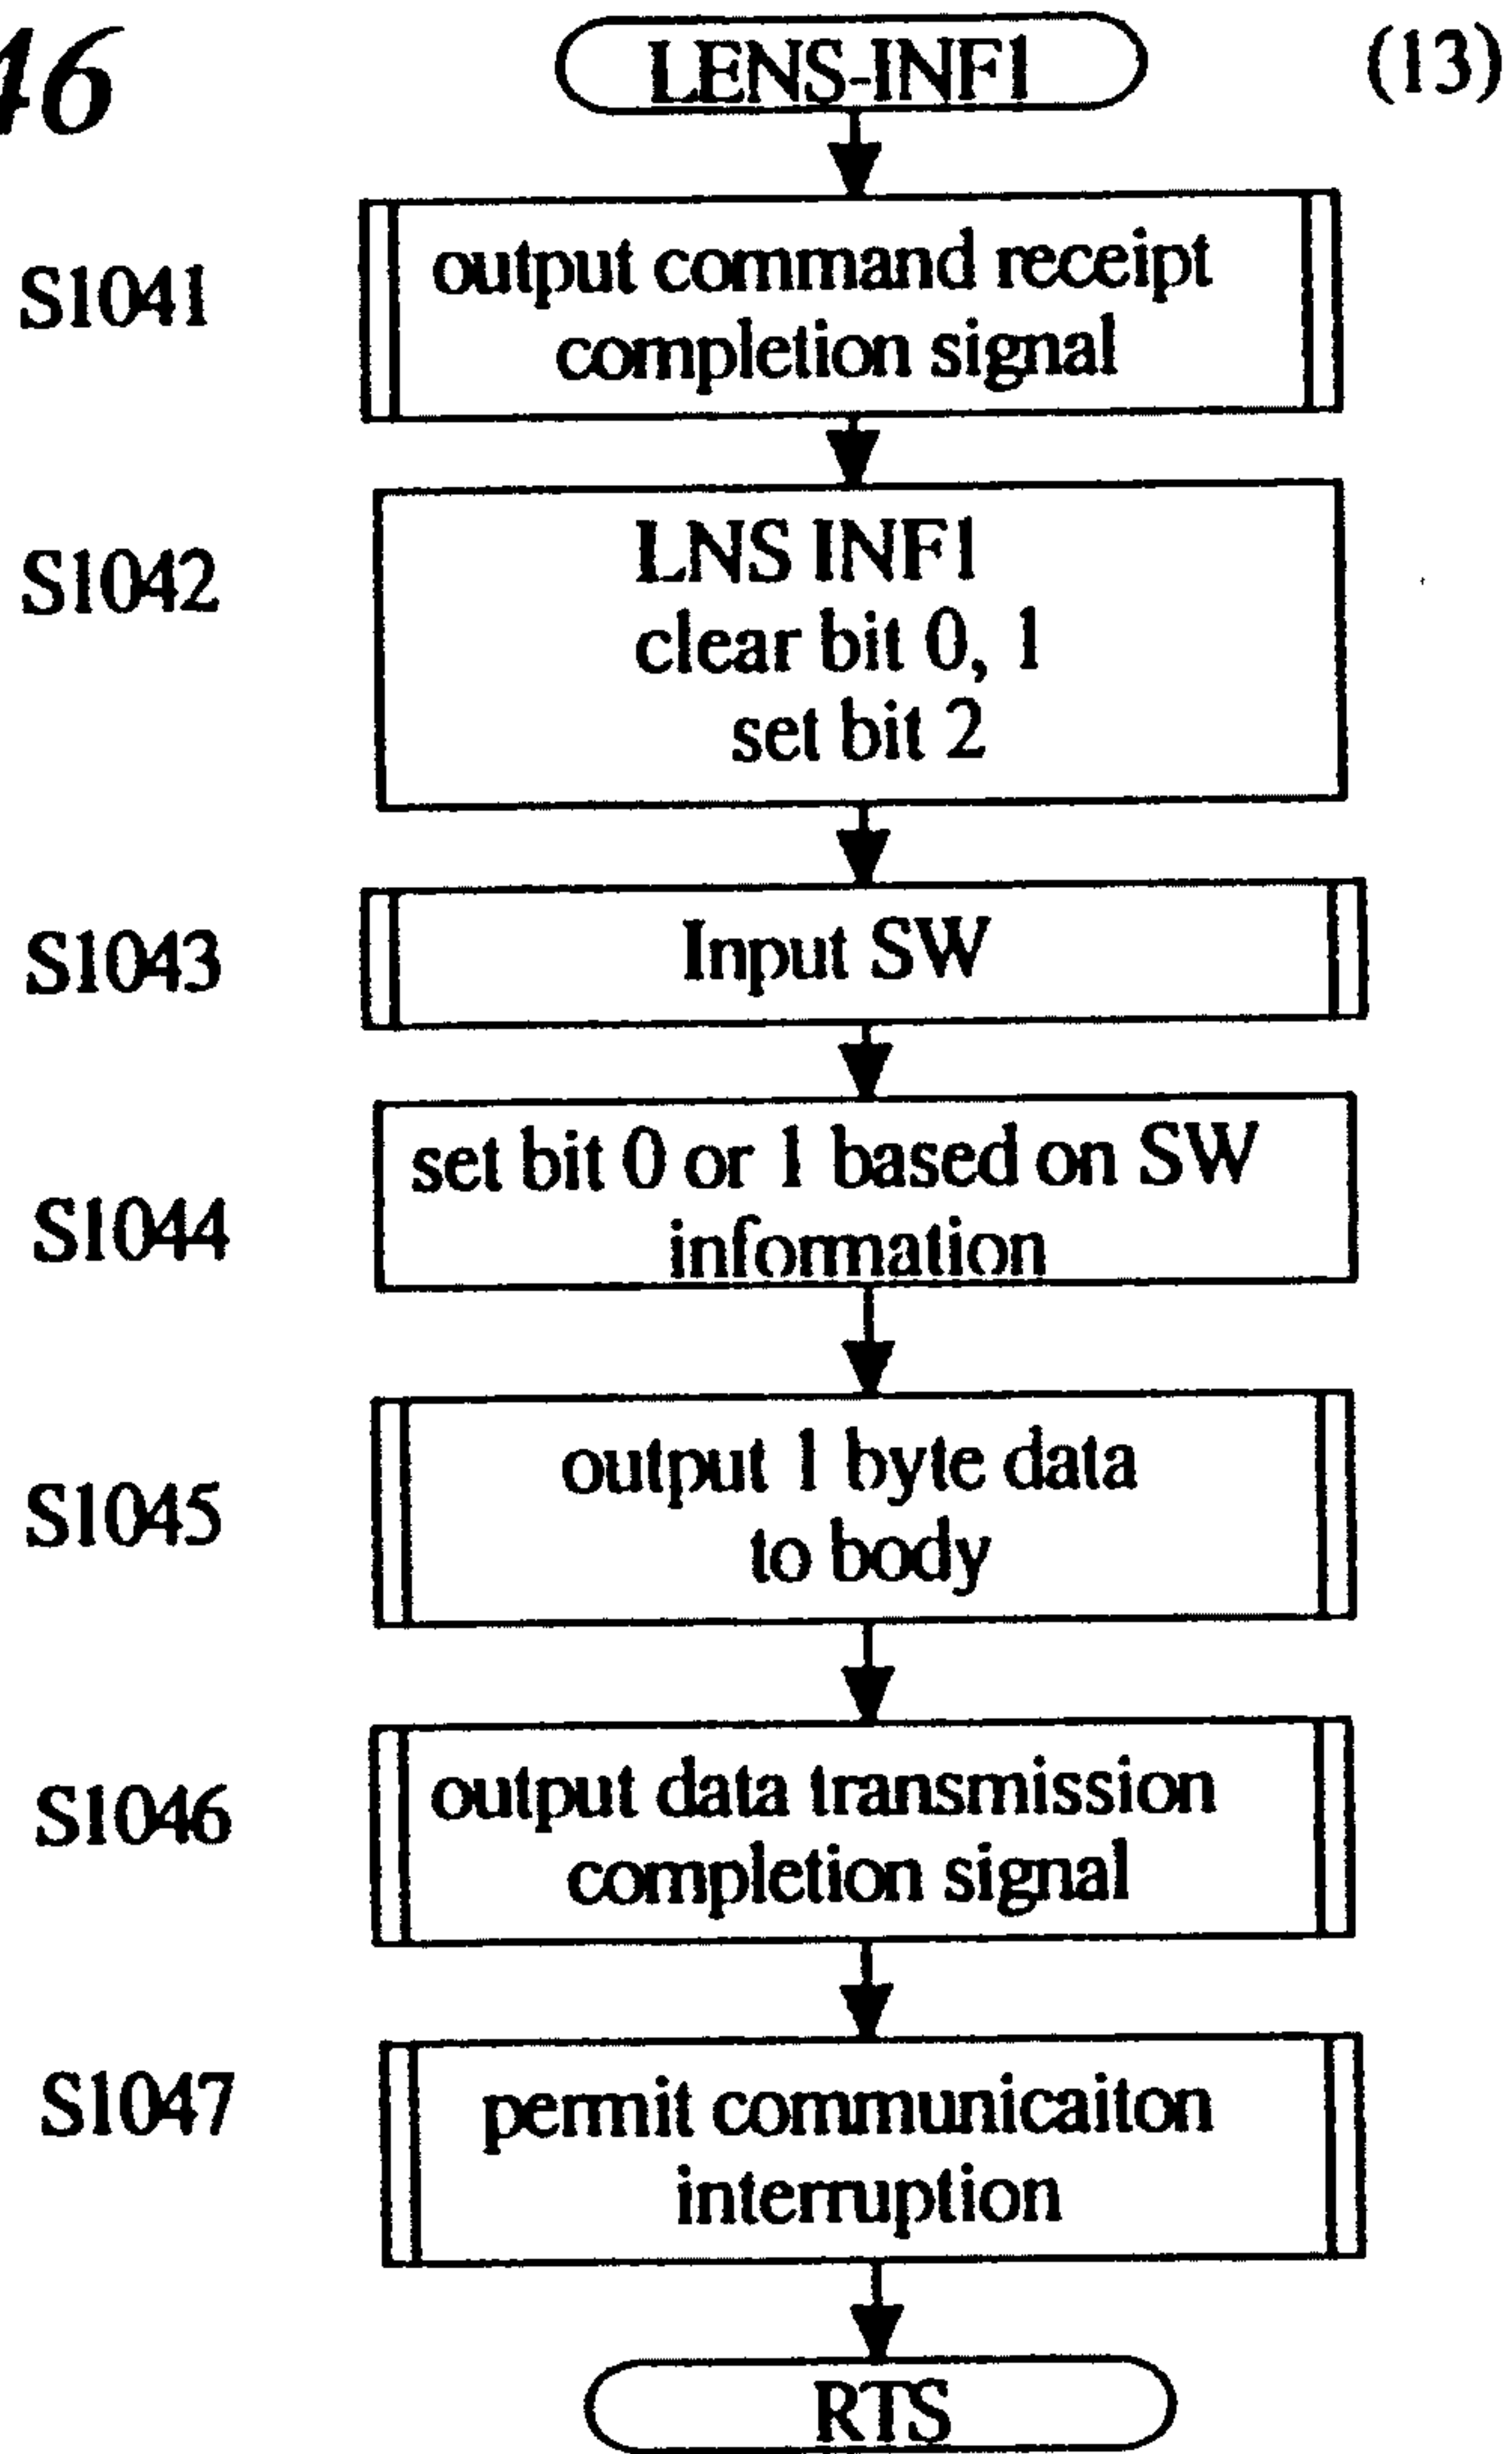 46
LENS-INF1
(13)
S1041
output command receipt
completion signal
S1042
LNS INF1
clear bit 0, 1
set bit 2
S1043
Input SW
S1044
set bit 0 or 1 based on SW
information
S1045
output 1 byte data
to body
S1046
output data transmission
completion signal
S1047
permit communicaiton
interruption
RTS